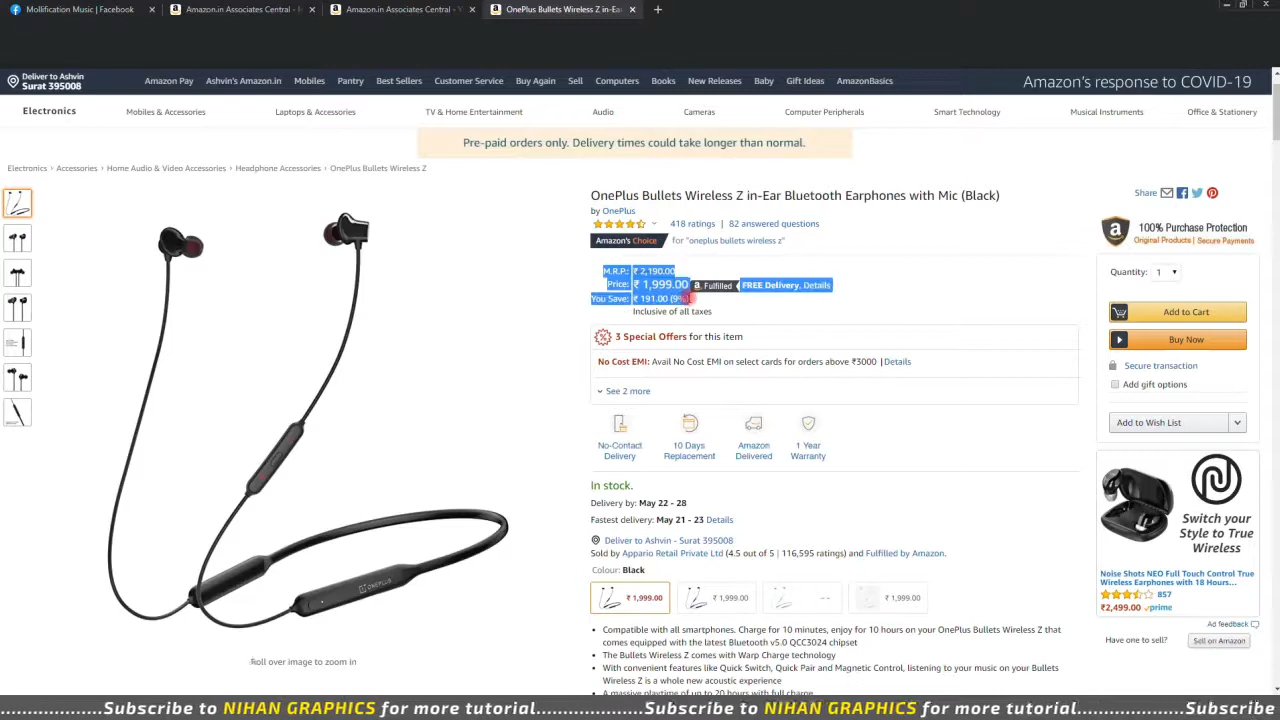 Mollification Music | Facebook
Amazon.in Associates Central -
Amazon.in Associates Central -
OnePlus Bullets Wireless Z in-Ear
Deliver to Ashvin
Surat 395008
Amazon Pay Ashvin's Amazon.in Mobiles Pantry Best Sellers Customer Service Buy Again Sell Computers Books New Releases Baby Gift Ideas AmazonBasics
Amazon's response to COVID-19
Electronics Mobiles & Accessories Laptops & Accessories TV & Home Entertainment Audio Cameras Computer Peripherals Smart Technology Musical Instruments Office & Stationery
Pre-paid orders only. Delivery times could take longer than normal.
Electronics › Accessories › Home Audio & Video Accessories › Headphone Accessories › OnePlus Bullets Wireless Z
ONEPLUS
Roll over image to zoom in
OnePlus Bullets Wireless Z in-Ear Bluetooth Earphones with Mic (Black)
by OnePlus
418 ratings | 82 answered questions
Amazon's Choice for "oneplus bullets wireless z"
M.R.P.: ₹ 2,190.00
Price: ₹ 1,999.00 a Fulfilled FREE Delivery. Details
You Save: ₹ 191.00 (9%)
Inclusive of all taxes
3 Special Offers for this item
No Cost EMI: Avail No Cost EMI on select cards for orders above ₹3000 | Details
See 2 more
No-Contact Delivery
10 Days Replacement
Amazon Delivered
1 Year Warranty
In stock.
Delivery by: May 22 - 28
Fastest delivery: May 21 - 23 Details
Deliver to Ashvin - Surat 395008
Sold by Appario Retail Private Ltd (4.5 out of 5 | 116,595 ratings) and Fulfilled by Amazon.
Colour: Black
₹ 1,999.00 ₹ 1,999.00 -- ₹ 1,999.00
• Compatible with all smartphones. Charge for 10 minutes, enjoy for 10 hours on your OnePlus Bullets Wireless Z that
comes equipped with the latest Bluetooth v5.0 QCC3024 chipset
• The Bullets Wireless Z comes with Warp Charge technology
• With convenient features like Quick Switch, Quick Pair and Magnetic Control, listening to your music on your Bullets
Wireless Z is a whole new acoustic experience
• A massive playtime of up to 20 hours with full charge
Share
100% Purchase Protection
Original Products | Secure Payments
Quantity: 1
Add to Cart
Buy Now
Secure transaction
Add gift options
Add to Wish List
Switch your
Style to True
Wireless
Noise Shots NEO Full Touch Control True
Wireless Earphones with 18 Hours...
857
₹2,499.00 prime
Ad feedback
Have one to sell? Sell on Amazon
...................Subscribe to NIHAN GRAPHICS for more tutorial......................Subscribe to NIHAN GRAPHICS for more tutorial......................Subscribe